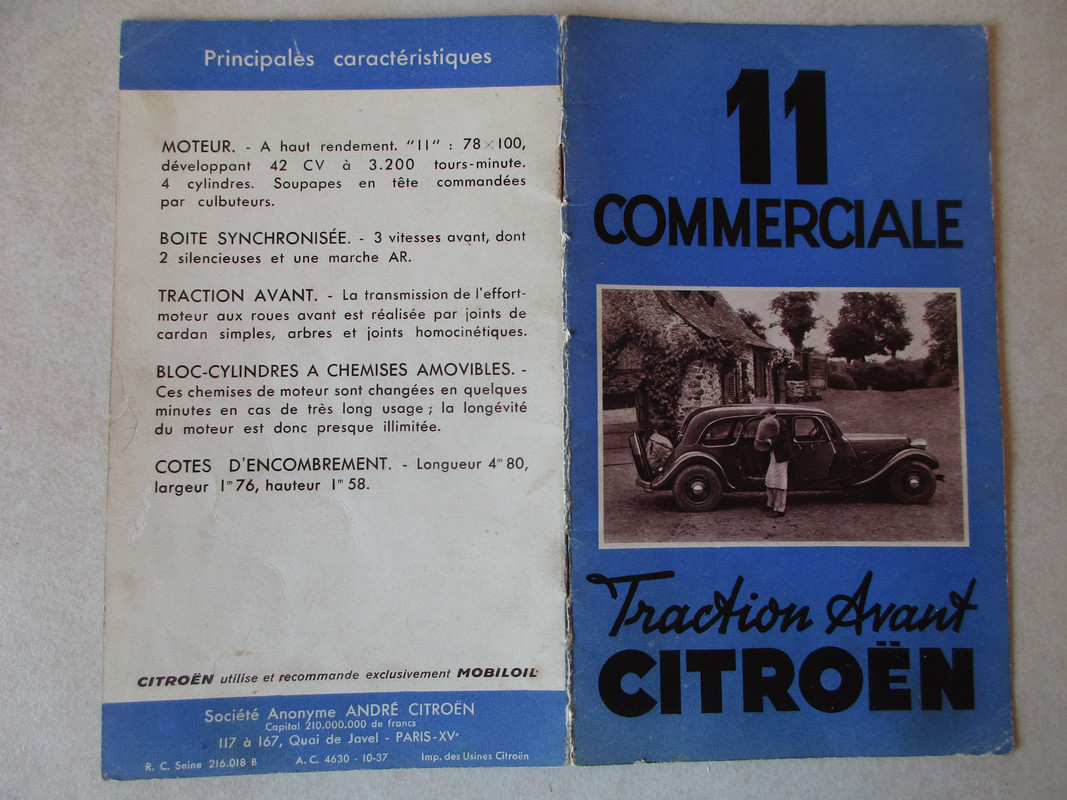 Principales caractéristiques
MOTEUR. - A haut rendement. "11" : 78×100,
développant 42 CV à 3.200 tours-minute.
4 cylindres. Soupapes en tête commandées
par culbuteurs.
BOITE SYNCHRONISÉE. - 3 vitesses avant, dont
2 silencieuses et une marche AR.
TRACTION AVANT. - La transmission de l'effort-
moteur aux roues avant est réalisée par joints de
cardan simples, arbres et joints homocinétiques.
BLOC-CYLINDRES A CHEMISES AMOVIBLES. -
Ces chemises de moteur sont changées en quelques
minutes en cas de très long usage ; la longévité
du moteur est donc presque illimitée.
COTES D'ENCOMBREMENT. - Longueur 4ᵐ 80,
largeur 1ᵐ 76, hauteur 1ᵐ 58.
CITROËN utilise et recommande exclusivement MOBILOIL
Société Anonyme ANDRÉ CITROËN
Capital 210.000.000 de francs
117 à 167, Quai de Javel - PARIS-XVᵉ
R. C. Seine 216.018 B A. C. 4630 - 10-37 Imp. des Usines Citroën
11
COMMERCIALE
Traction Avant
CITROËN